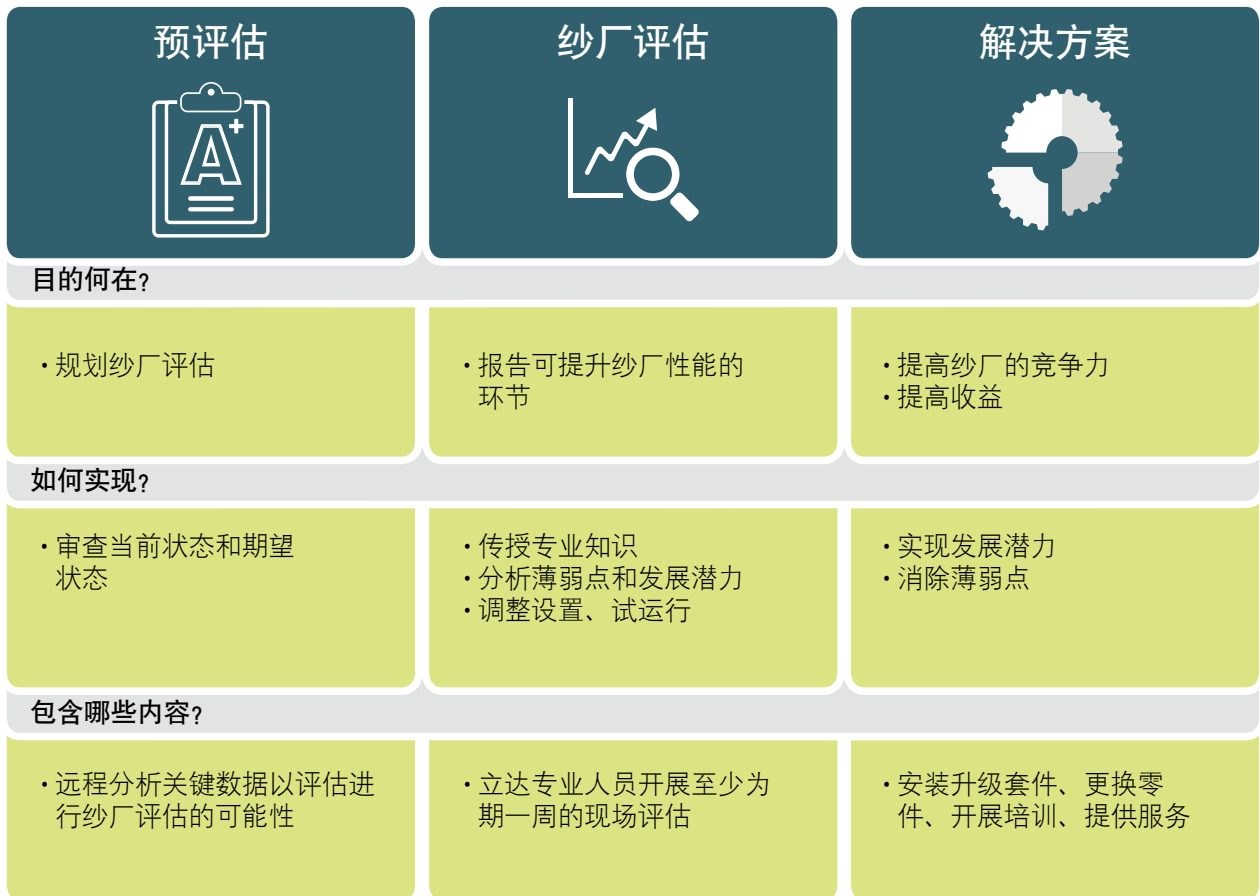 预评估
纱厂评估
解决方案
A+
目的何在?
·规划纱厂评估
·报告可提升纱厂性能的
环节
·提高纱厂的竞争力
·提高收益
如何实现?
·审查当前状态和期望
状态
·传授专业知识
·分析薄弱点和发展潜力
·调整设置、试运行
·实现发展潜力
·消除薄弱点
包含哪些内容?
·远程分析关键数据以评估进
行纱厂评估的可能性
·立达专业人员开展至少为
期一周的现场评估
·安装升级套件、更换零
件、开展培训、提供服务